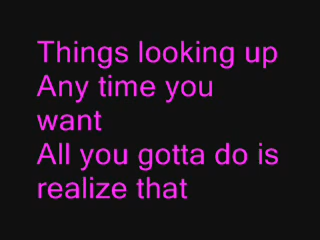 Things looking up
Any time you
want
All you gotta do is
realize that